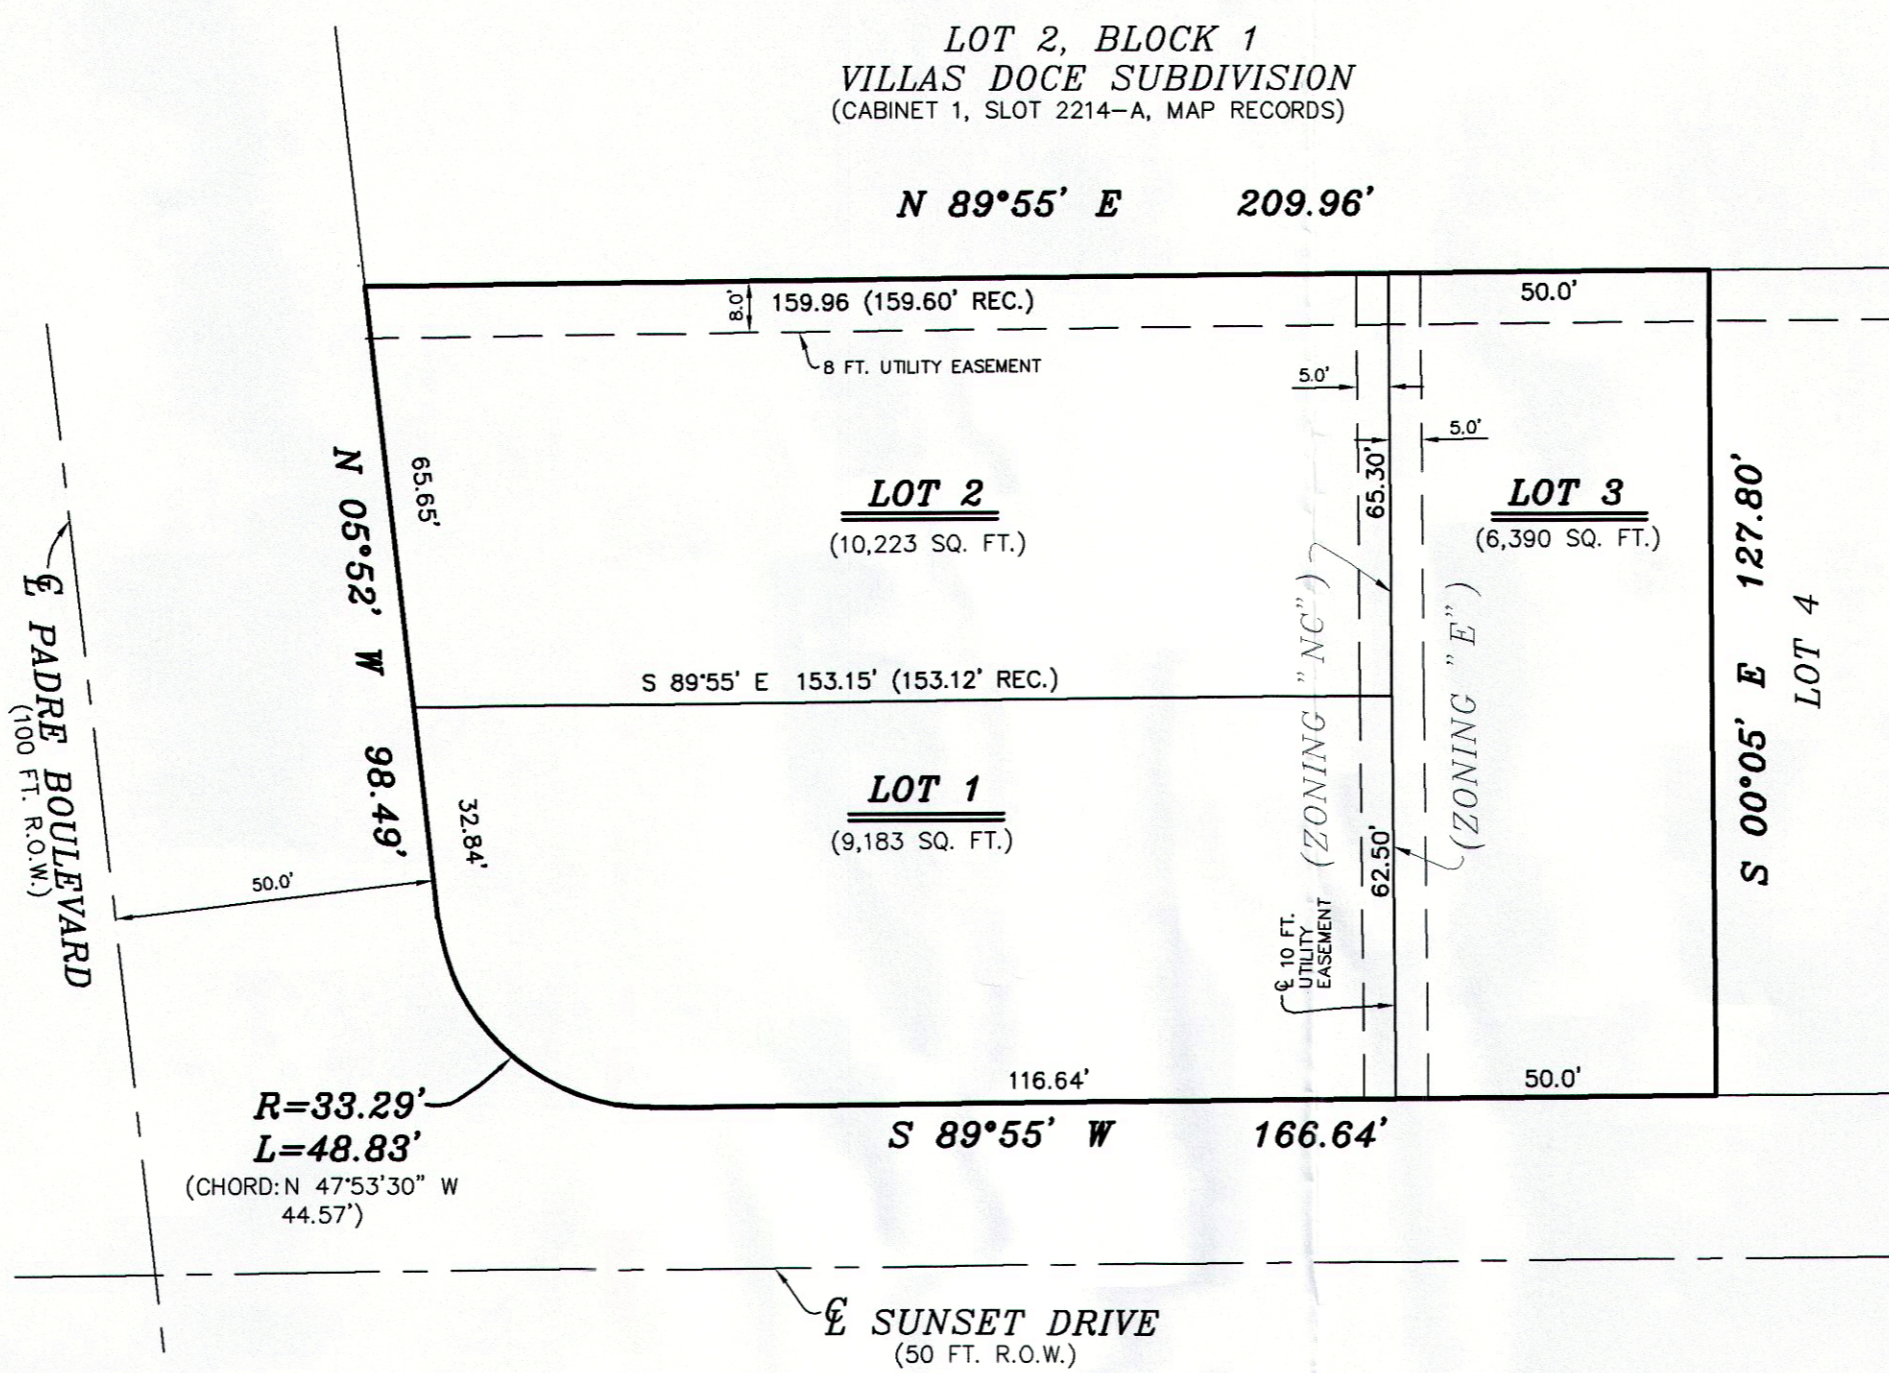 LOT 2, BLOCK 1
VILLAS DOCE SUBDIVISION
(CABINET 1, SLOT 2214-A, MAP RECORDS)
N 89°55' E 209.96'
8.0'
159.96 (159.60' REC.)
50.0'
8 FT. UTILITY EASEMENT
5.0'
5.0'
N 05°52' W 98.49'
65.65'
LOT 2
(10,223 SQ. FT.)
65.30'
LOT 3
(6,390 SQ. FT.)
S 00°05' E 127.80'
LOT 4
℄ PADRE BOULEVARD
(100 FT. R.O.W.)
(ZONING "NC")
(ZONING "E")
S 89°55' E 153.15' (153.12' REC.)
LOT 1
(9,183 SQ. FT.)
32.84'
62.50'
50.0'
℄ 10 FT.
UTILITY
EASEMENT
116.64'
50.0'
R=33.29'
L=48.83'
(CHORD: N 47°53'30" W
44.57')
S 89°55' W 166.64'
℄ SUNSET DRIVE
(50 FT. R.O.W.)